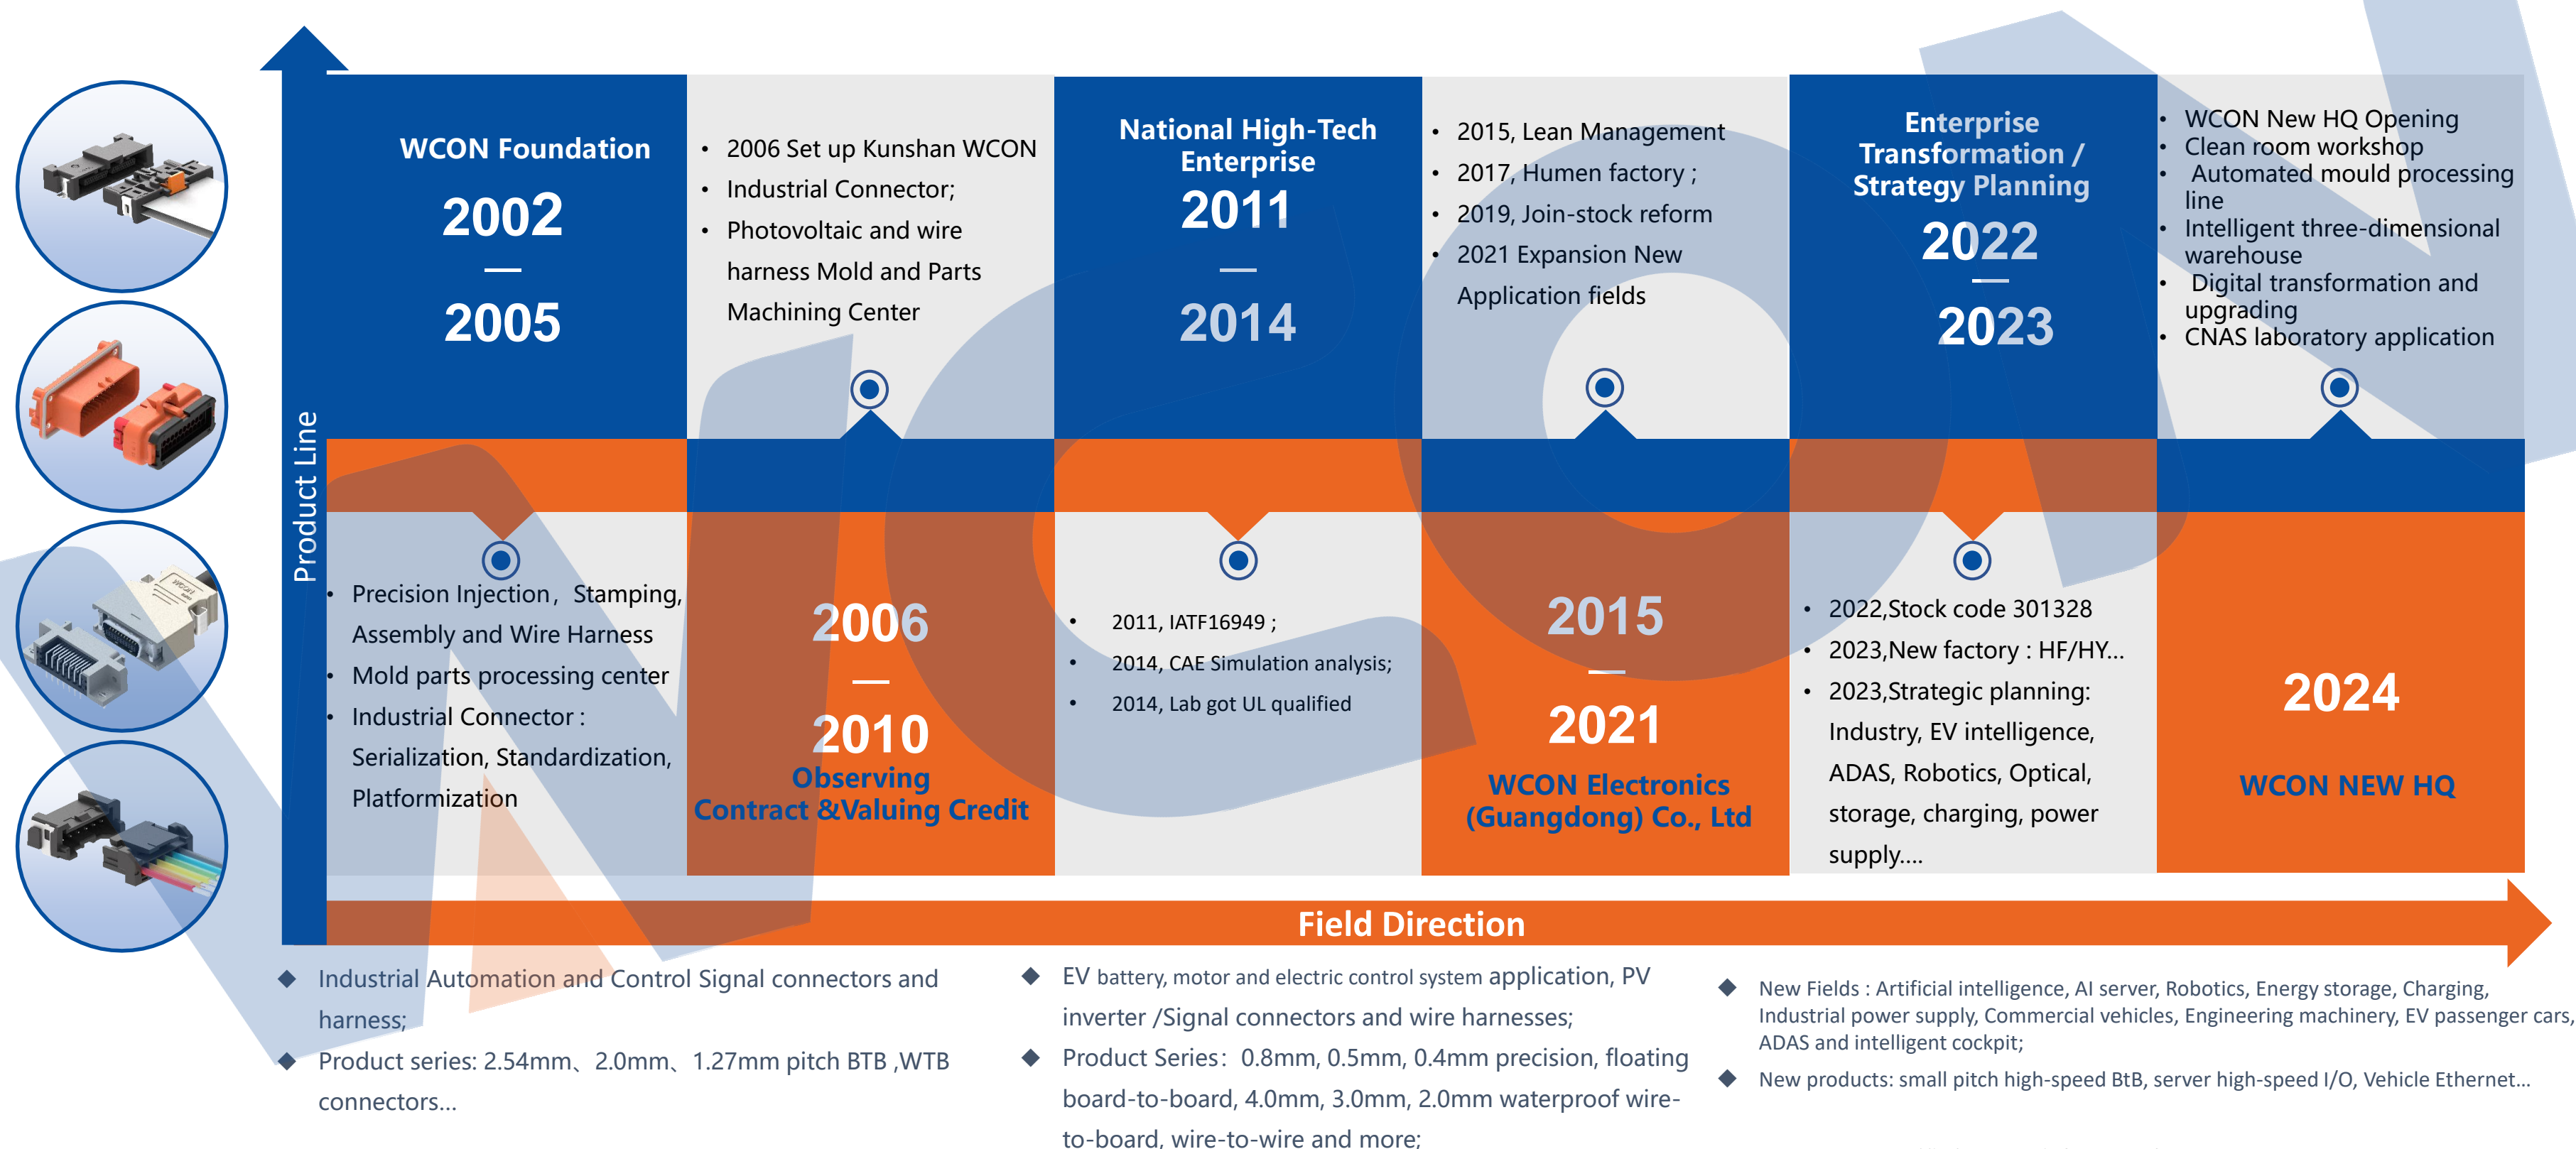 WCON Foundation
2002
—
2005
• 2006 Set up Kunshan WCON
• Industrial Connector;
• Photovoltaic and wire
harness Mold and Parts
Machining Center
National High-Tech
Enterprise
2011
—
2014
• 2015, Lean Management
• 2017, Humen factory ;
• 2019, Join-stock reform
• 2021 Expansion New
Application fields
Enterprise
Transformation /
Strategy Planning
2022
—
2023
• WCON New HQ Opening
• Clean room workshop
• Automated mould processing
line
• Intelligent three-dimensional
warehouse
• Digital transformation and
upgrading
• CNAS laboratory application
Product Line
• Precision Injection，Stamping,
Assembly and Wire Harness
• Mold parts processing center
• Industrial Connector :
Serialization, Standardization,
Platformization
2006
—
2010
Observing
Contract &Valuing Credit
• 2011, IATF16949 ;
• 2014, CAE Simulation analysis;
• 2014, Lab got UL qualified
2015
—
2021
WCON Electronics
(Guangdong) Co., Ltd
• 2022,Stock code 301328
• 2023,New factory : HF/HY...
• 2023,Strategic planning:
Industry, EV intelligence,
ADAS, Robotics, Optical,
storage, charging, power
supply....
2024
WCON NEW HQ
Field Direction
◆ Industrial Automation and Control Signal connectors and
harness;
◆ Product series: 2.54mm、2.0mm、1.27mm pitch BTB ,WTB
connectors...
◆ EV battery, motor and electric control system application, PV
inverter /Signal connectors and wire harnesses;
◆ Product Series：0.8mm, 0.5mm, 0.4mm precision, floating
board-to-board, 4.0mm, 3.0mm, 2.0mm waterproof wire-
to-board, wire-to-wire and more;
◆ New Fields : Artificial intelligence, AI server, Robotics, Energy storage, Charging,
Industrial power supply, Commercial vehicles, Engineering machinery, EV passenger cars,
ADAS and intelligent cockpit;
◆ New products: small pitch high-speed BtB, server high-speed I/O, Vehicle Ethernet...
WCON